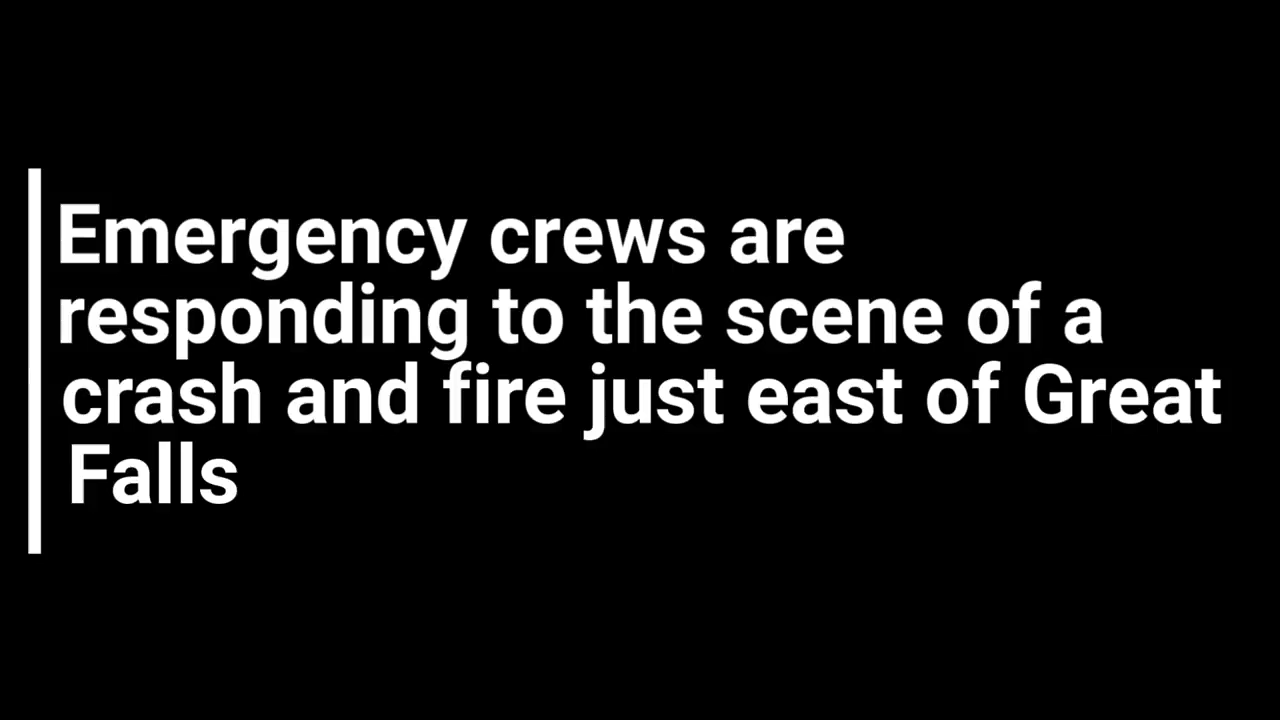 Emergency crews are
responding to the scene of a
crash and fire just east of Great
Falls